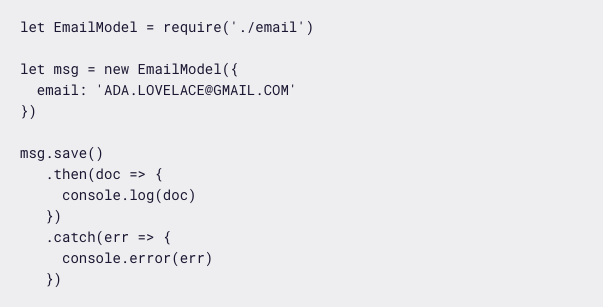 let EmailModel = require('./email')

let msg = new EmailModel({
  email: 'ADA.LOVELACE@GMAIL.COM'
})

msg.save()
   .then(doc => {
     console.log(doc)
   })
   .catch(err => {
     console.error(err)
   })